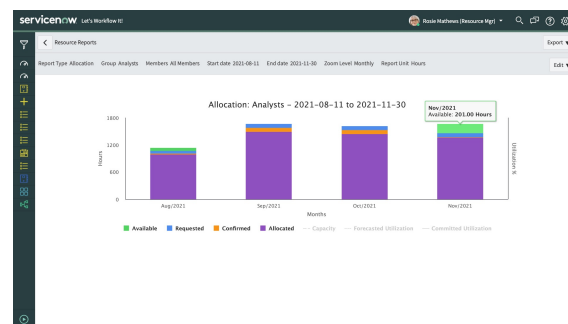 servicenow Let's Workflow It!
Rosie Mathews (Resource Mgr)
Resource Reports
Export
Report Type Allocation Group Analysts Members All Members Start date 2021-08-11 End date 2021-11-30 Zoom Level Monthly Report Unit Hours
Edit
Allocation: Analysts - 2021-08-11 to 2021-11-30
Nov/2021
Available: 201.00 Hours
1800
1200
600
0
Hours
Utilization %
Aug/2021 Sep/2021 Oct/2021 Nov/2021
Months
Available Requested Confirmed Allocated Capacity Forecasted Utilization Committed Utilization